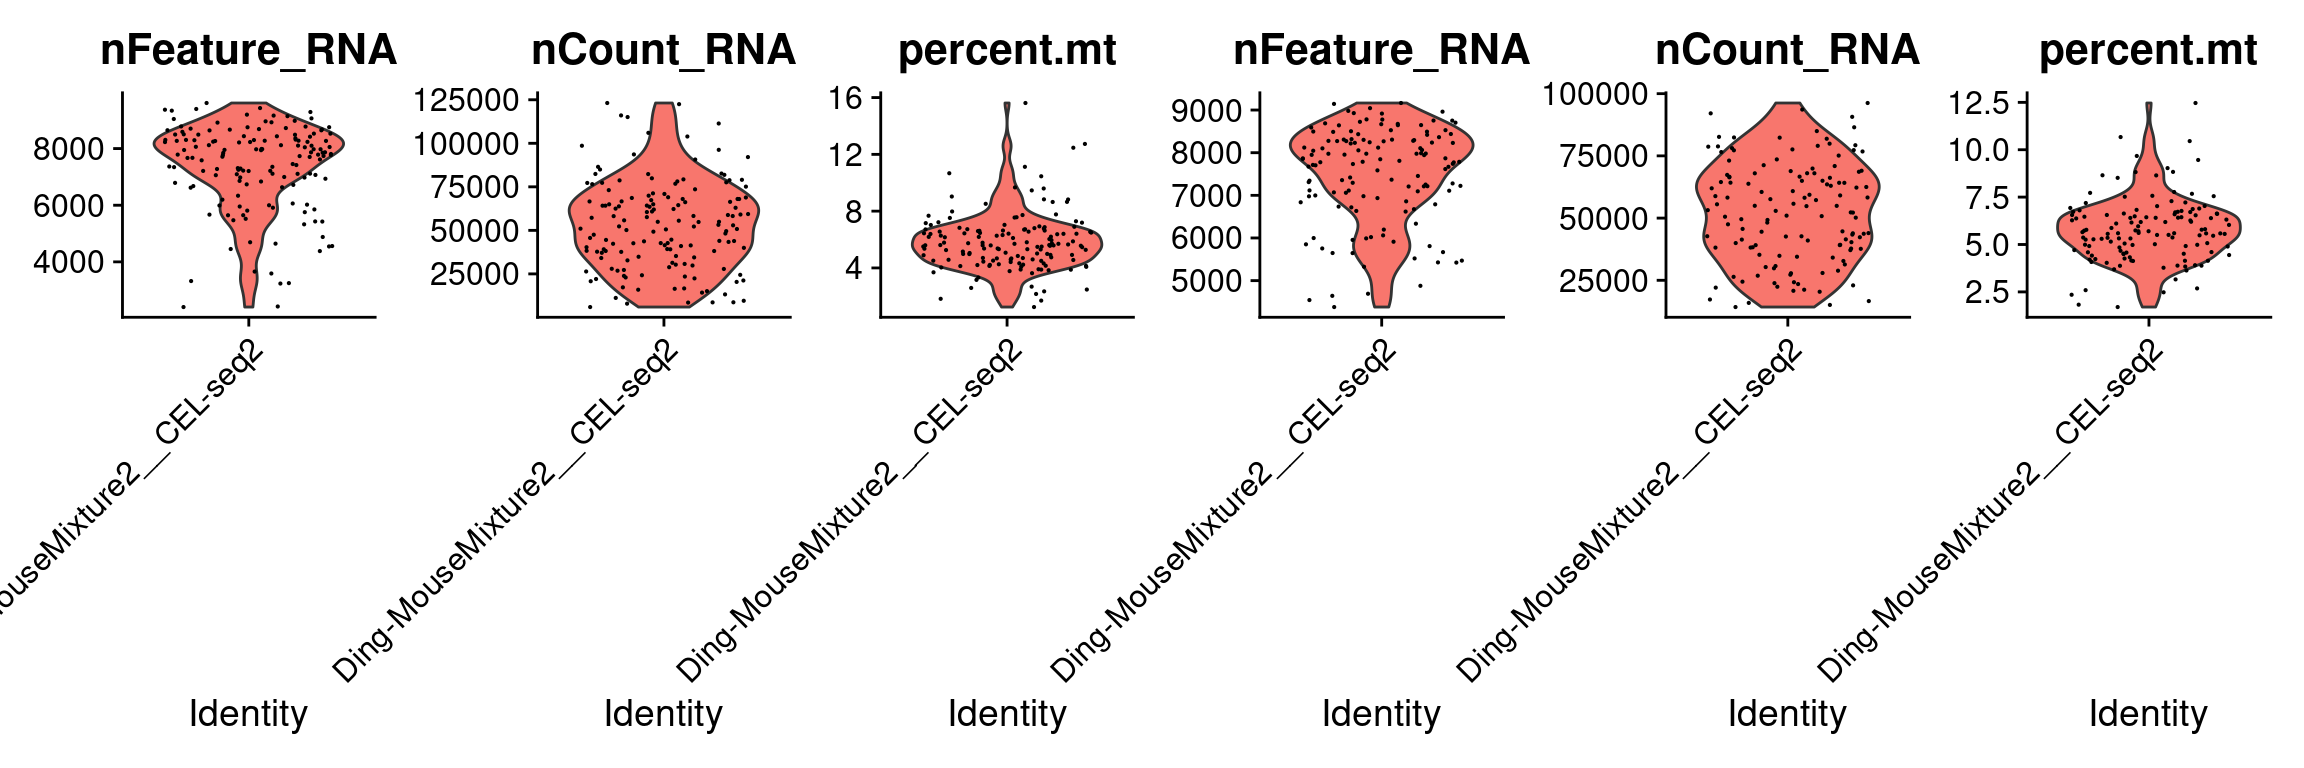 nFeature_RNA
8000
6000
4000
ouseMixture2__CEL-seq2
Identity
nCount_RNA
125000
100000
75000
50000
25000
Ding-MouseMixture2__CEL-seq2
Identity
percent.mt
16
12
8
4
Ding-MouseMixture2__CEL-seq2
Identity
nFeature_RNA
9000
8000
7000
6000
5000
Ding-MouseMixture2__CEL-seq2
Identity
nCount_RNA
100000
75000
50000
25000
Ding-MouseMixture2__CEL-seq2
Identity
percent.mt
12.5
10.0
7.5
5.0
2.5
Ding-MouseMixture2__CEL-seq2
Identity